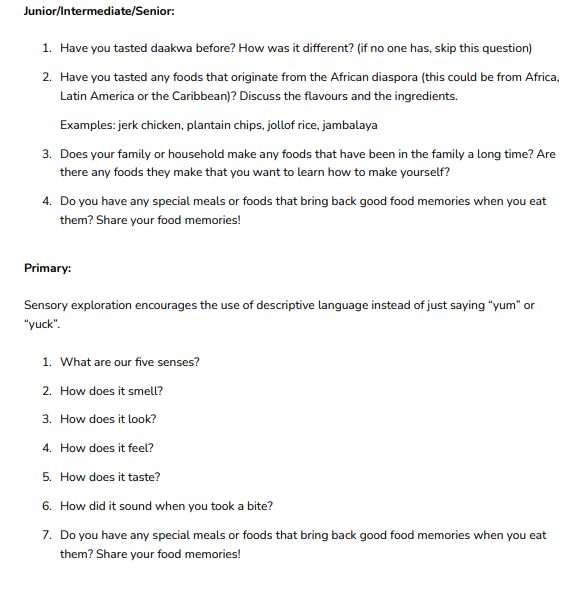 Junior/Intermediate/Senior:
1. Have you tasted daakwa before? How was it different? (if no one has, skip this question)
2. Have you tasted any foods that originate from the African diaspora (this could be from Africa,
Latin America or the Caribbean)? Discuss the flavours and the ingredients.
Examples: jerk chicken, plantain chips, jollof rice, jambalaya
3. Does your family or household make any foods that have been in the family a long time? Are
there any foods they make that you want to learn how to make yourself?
4. Do you have any special meals or foods that bring back good food memories when you eat
them? Share your food memories!
Primary:
Sensory exploration encourages the use of descriptive language instead of just saying “yum” or
“yuck”.
1. What are our five senses?
2. How does it smell?
3. How does it look?
4. How does it feel?
5. How does it taste?
6. How did it sound when you took a bite?
7. Do you have any special meals or foods that bring back good food memories when you eat
them? Share your food memories!